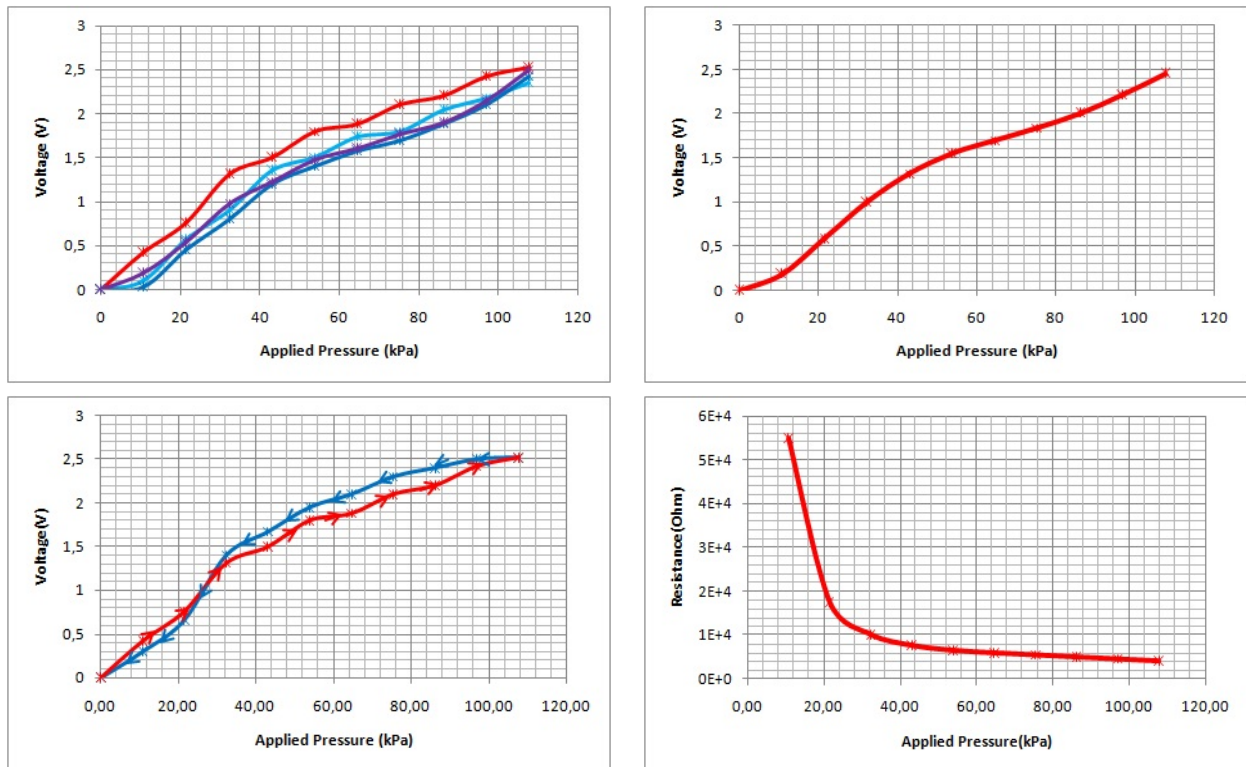 3
2,5
2
1,5
1
0,5
0
Voltage (V)
0 20 40 60 80 100 120
Applied Pressure (kPa)
3
2,5
2
1,5
1
0,5
0
Voltage (V)
0 20 40 60 80 100 120
Applied Pressure (kPa)
3
2,5
2
1,5
1
0,5
0
Voltage(V)
0,00 20,00 40,00 60,00 80,00 100,00 120,00
Applied Pressure (kPa)
6E+4
5E+4
4E+4
3E+4
2E+4
1E+4
0E+0
Resistance(Ohm)
0,00 20,00 40,00 60,00 80,00 100,00 120,00
Applied Pressure(kPa)